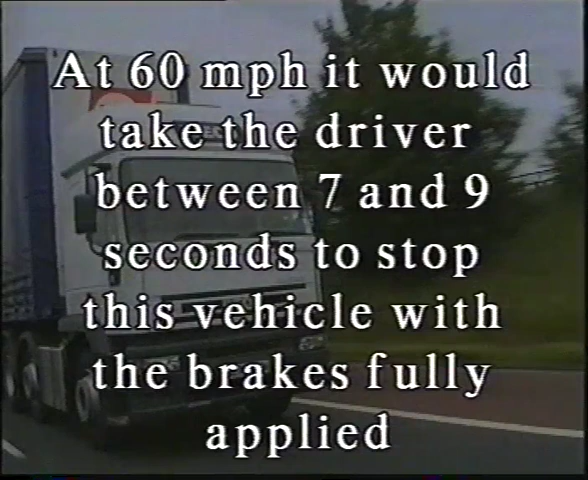 At 60 mph it would
take the driver
between 7 and 9
seconds to stop
this vehicle with
the brakes fully
applied